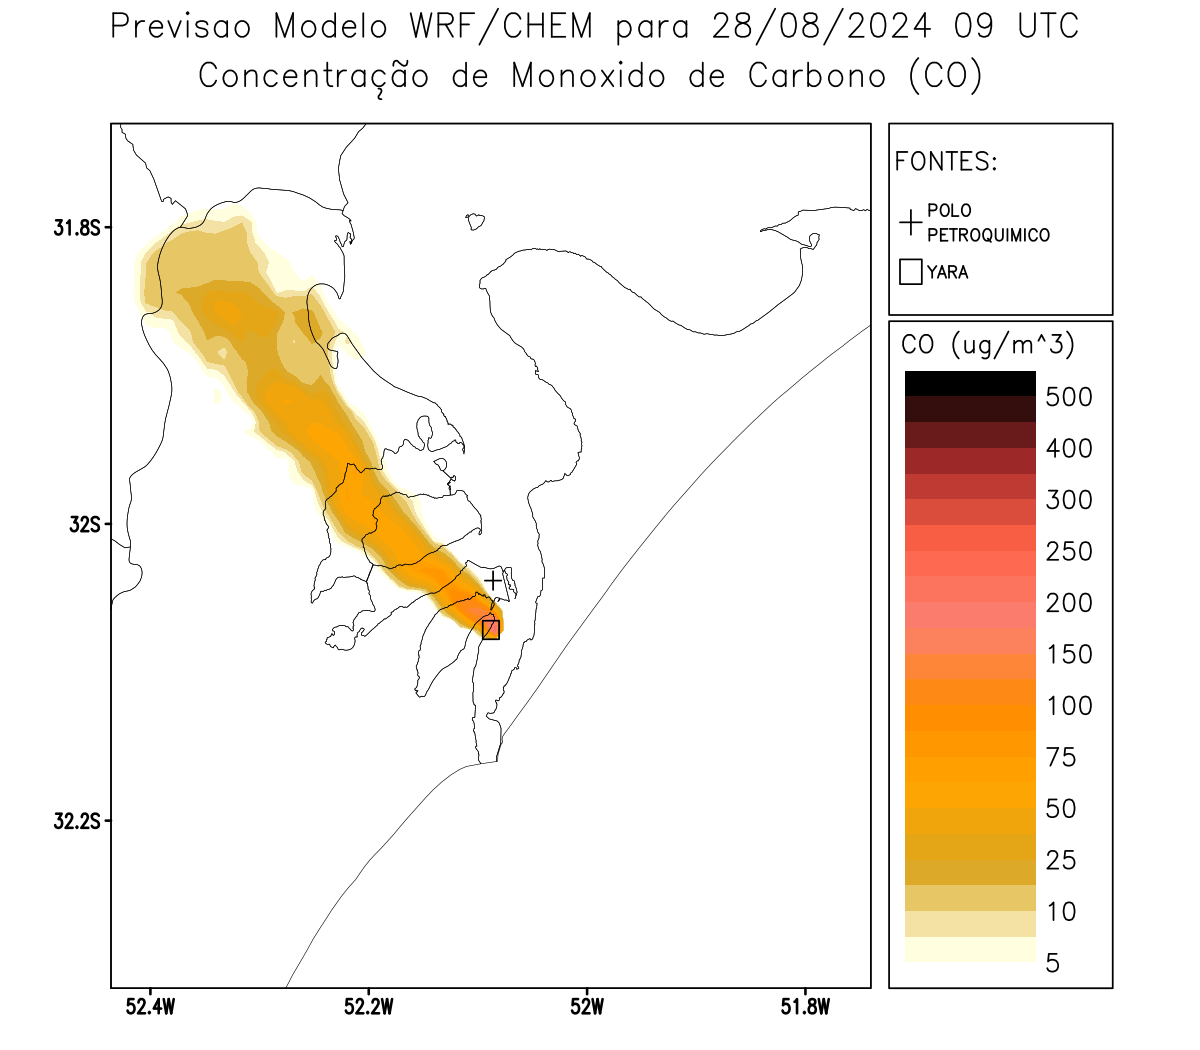 Previsao Modelo WRF/CHEM para 28/08/2024 09 UTC
Concentração de Monoxido de Carbono (CO)
FONTES:
POLO
PETROQUIMICO
YARA
CO (ug/m^3)
500
400
300
250
200
150
100
75
50
25
10
5
31.8S
32S
32.2S
52.4W
52.2W
52W
51.8W